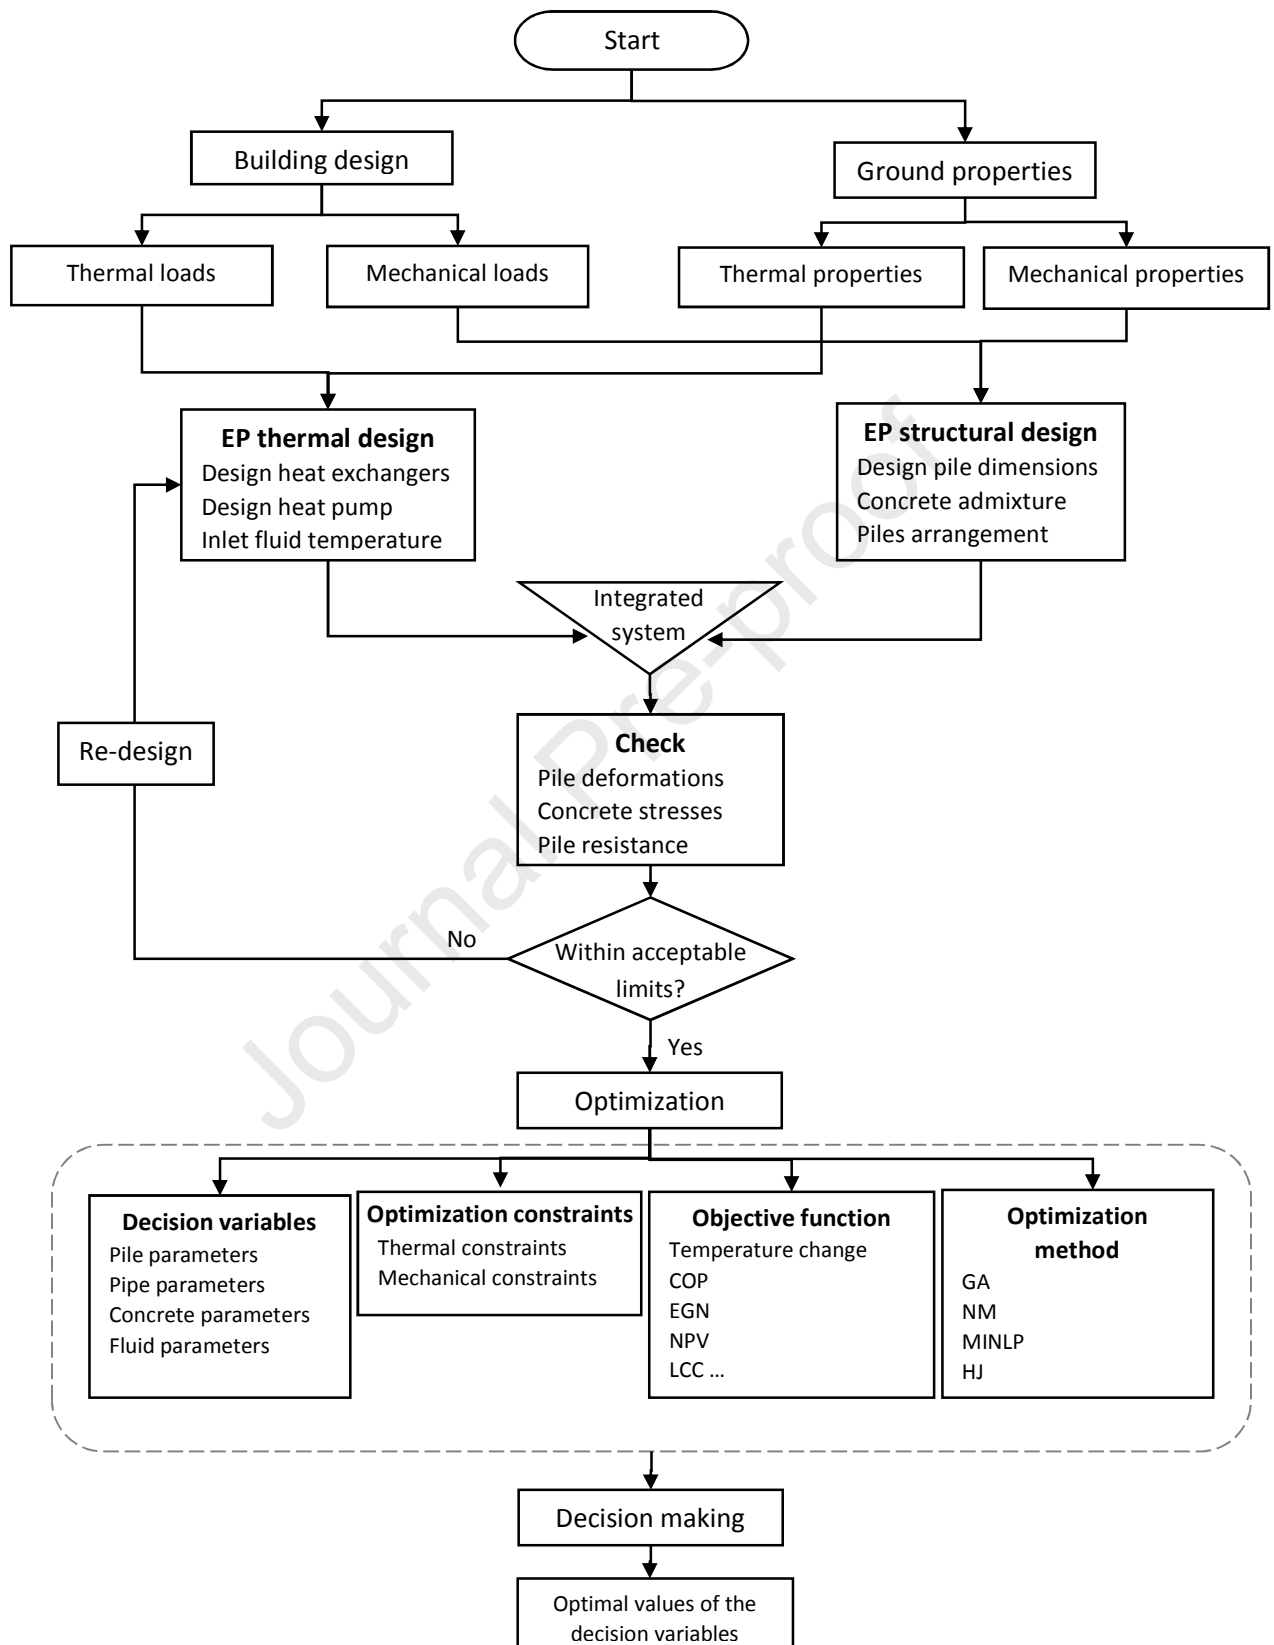 Start
Building design
Ground properties
Thermal loads
Mechanical loads
Thermal properties
Mechanical properties
EP thermal design
Design heat exchangers
Design heat pump
Inlet fluid temperature
EP structural design
Design pile dimensions
Concrete admixture
Piles arrangement
Integrated
system
Re-design
Check
Pile deformations
Concrete stresses
Pile resistance
No
Within acceptable
limits?
Yes
Optimization
Decision variables
Pile parameters
Pipe parameters
Concrete parameters
Fluid parameters
Optimization constraints
Thermal constraints
Mechanical constraints
Objective function
Temperature change
COP
EGN
NPV
LCC ...
Optimization
method
GA
NM
MINLP
HJ
Decision making
Optimal values of the
decision variables
Journal Pre-proof